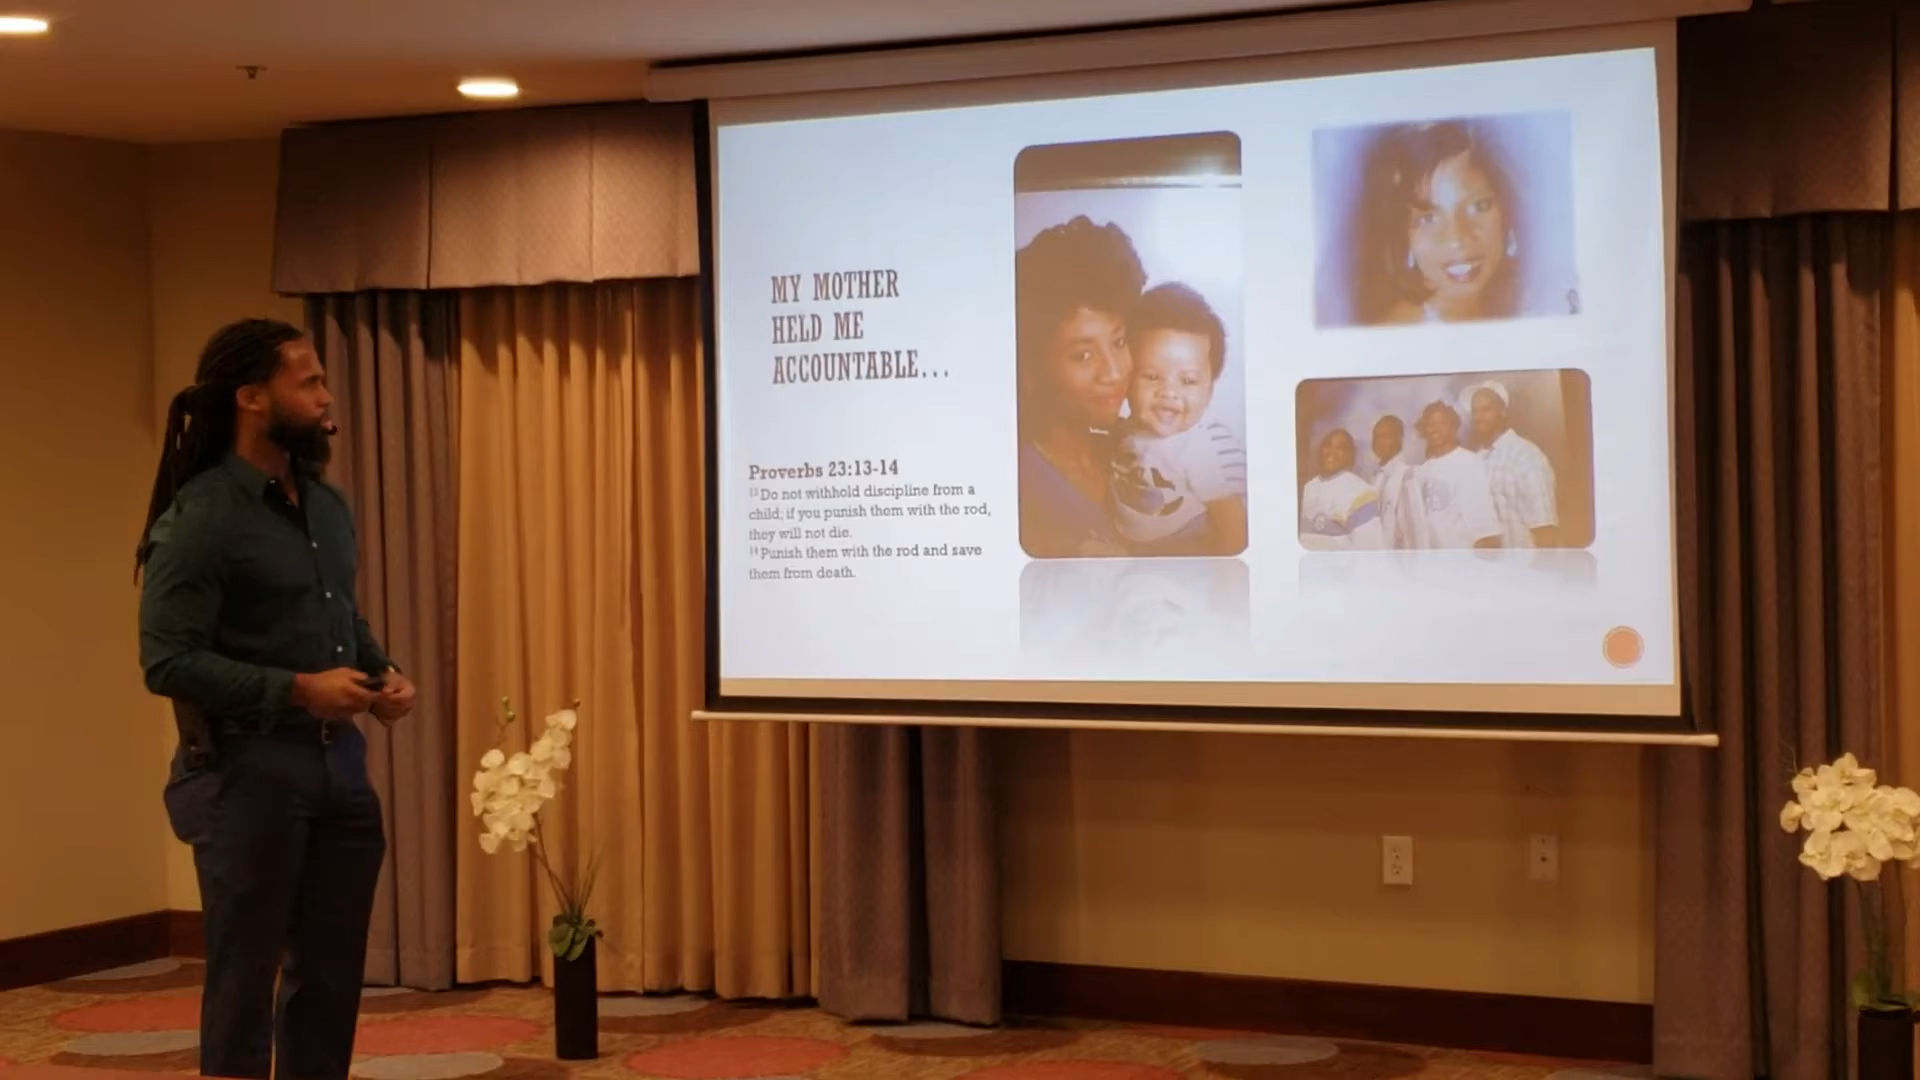 MY MOTHER
HELD ME
ACCOUNTABLE...
Proverbs 23:13-14
13 Do not withhold discipline from a
child; if you punish them with the rod,
they will not die.
14 Punish them with the rod and save
them from death.